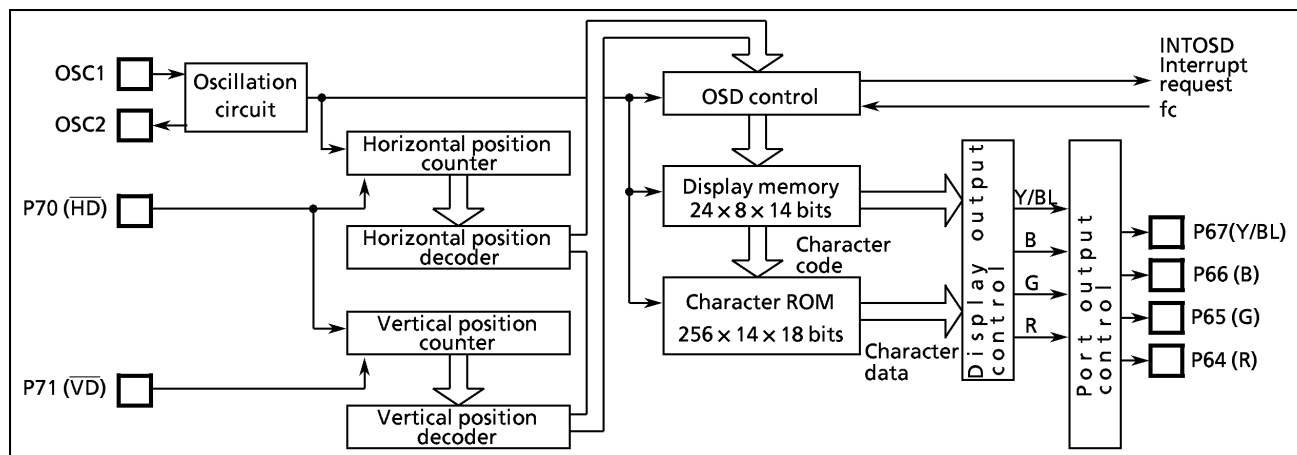 OSC1
OSC2
Oscillation
circuit
P70 (H̅D̅)
P71 (V̅D̅)
Horizontal position
counter
Horizontal position
decoder
Vertical position
counter
Vertical position
decoder
OSD control
INTOSD
Interrupt
request
fc
Display memory
24 × 8 × 14 bits
Character
code
Character ROM
256 × 14 × 18 bits
Character
data
Display output
control
Y/BL
B
G
R
Port output
control
P67(Y/BL)
P66 (B)
P65 (G)
P64 (R)